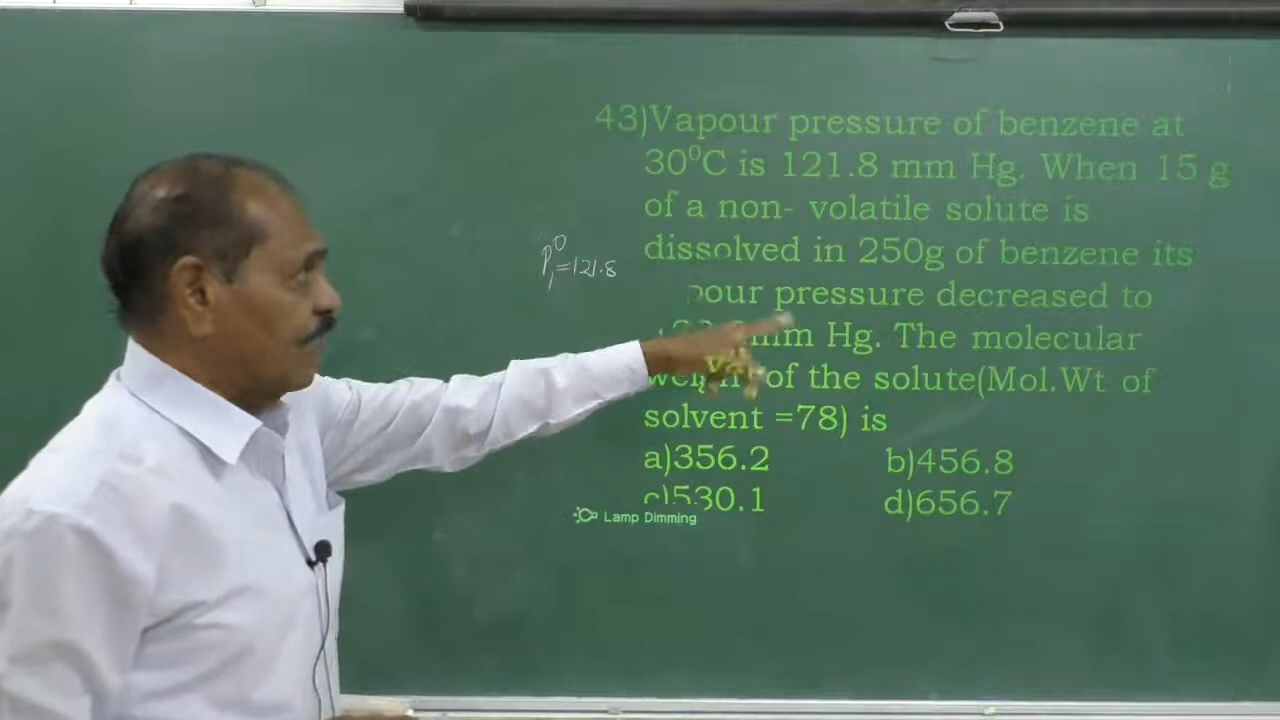 43)Vapour pressure of benzene at
30⁰C is 121.8 mm Hg. When 15 g
of a non- volatile solute is
dissolved in 250g of benzene its
pour pressure decreased to
mm Hg. The molecular
of the solute(Mol.Wt of
solvent =78) is
a)356.2 b)456.8
c)530.1 d)656.7
P₁⁰=121.8
Lamp Dimming